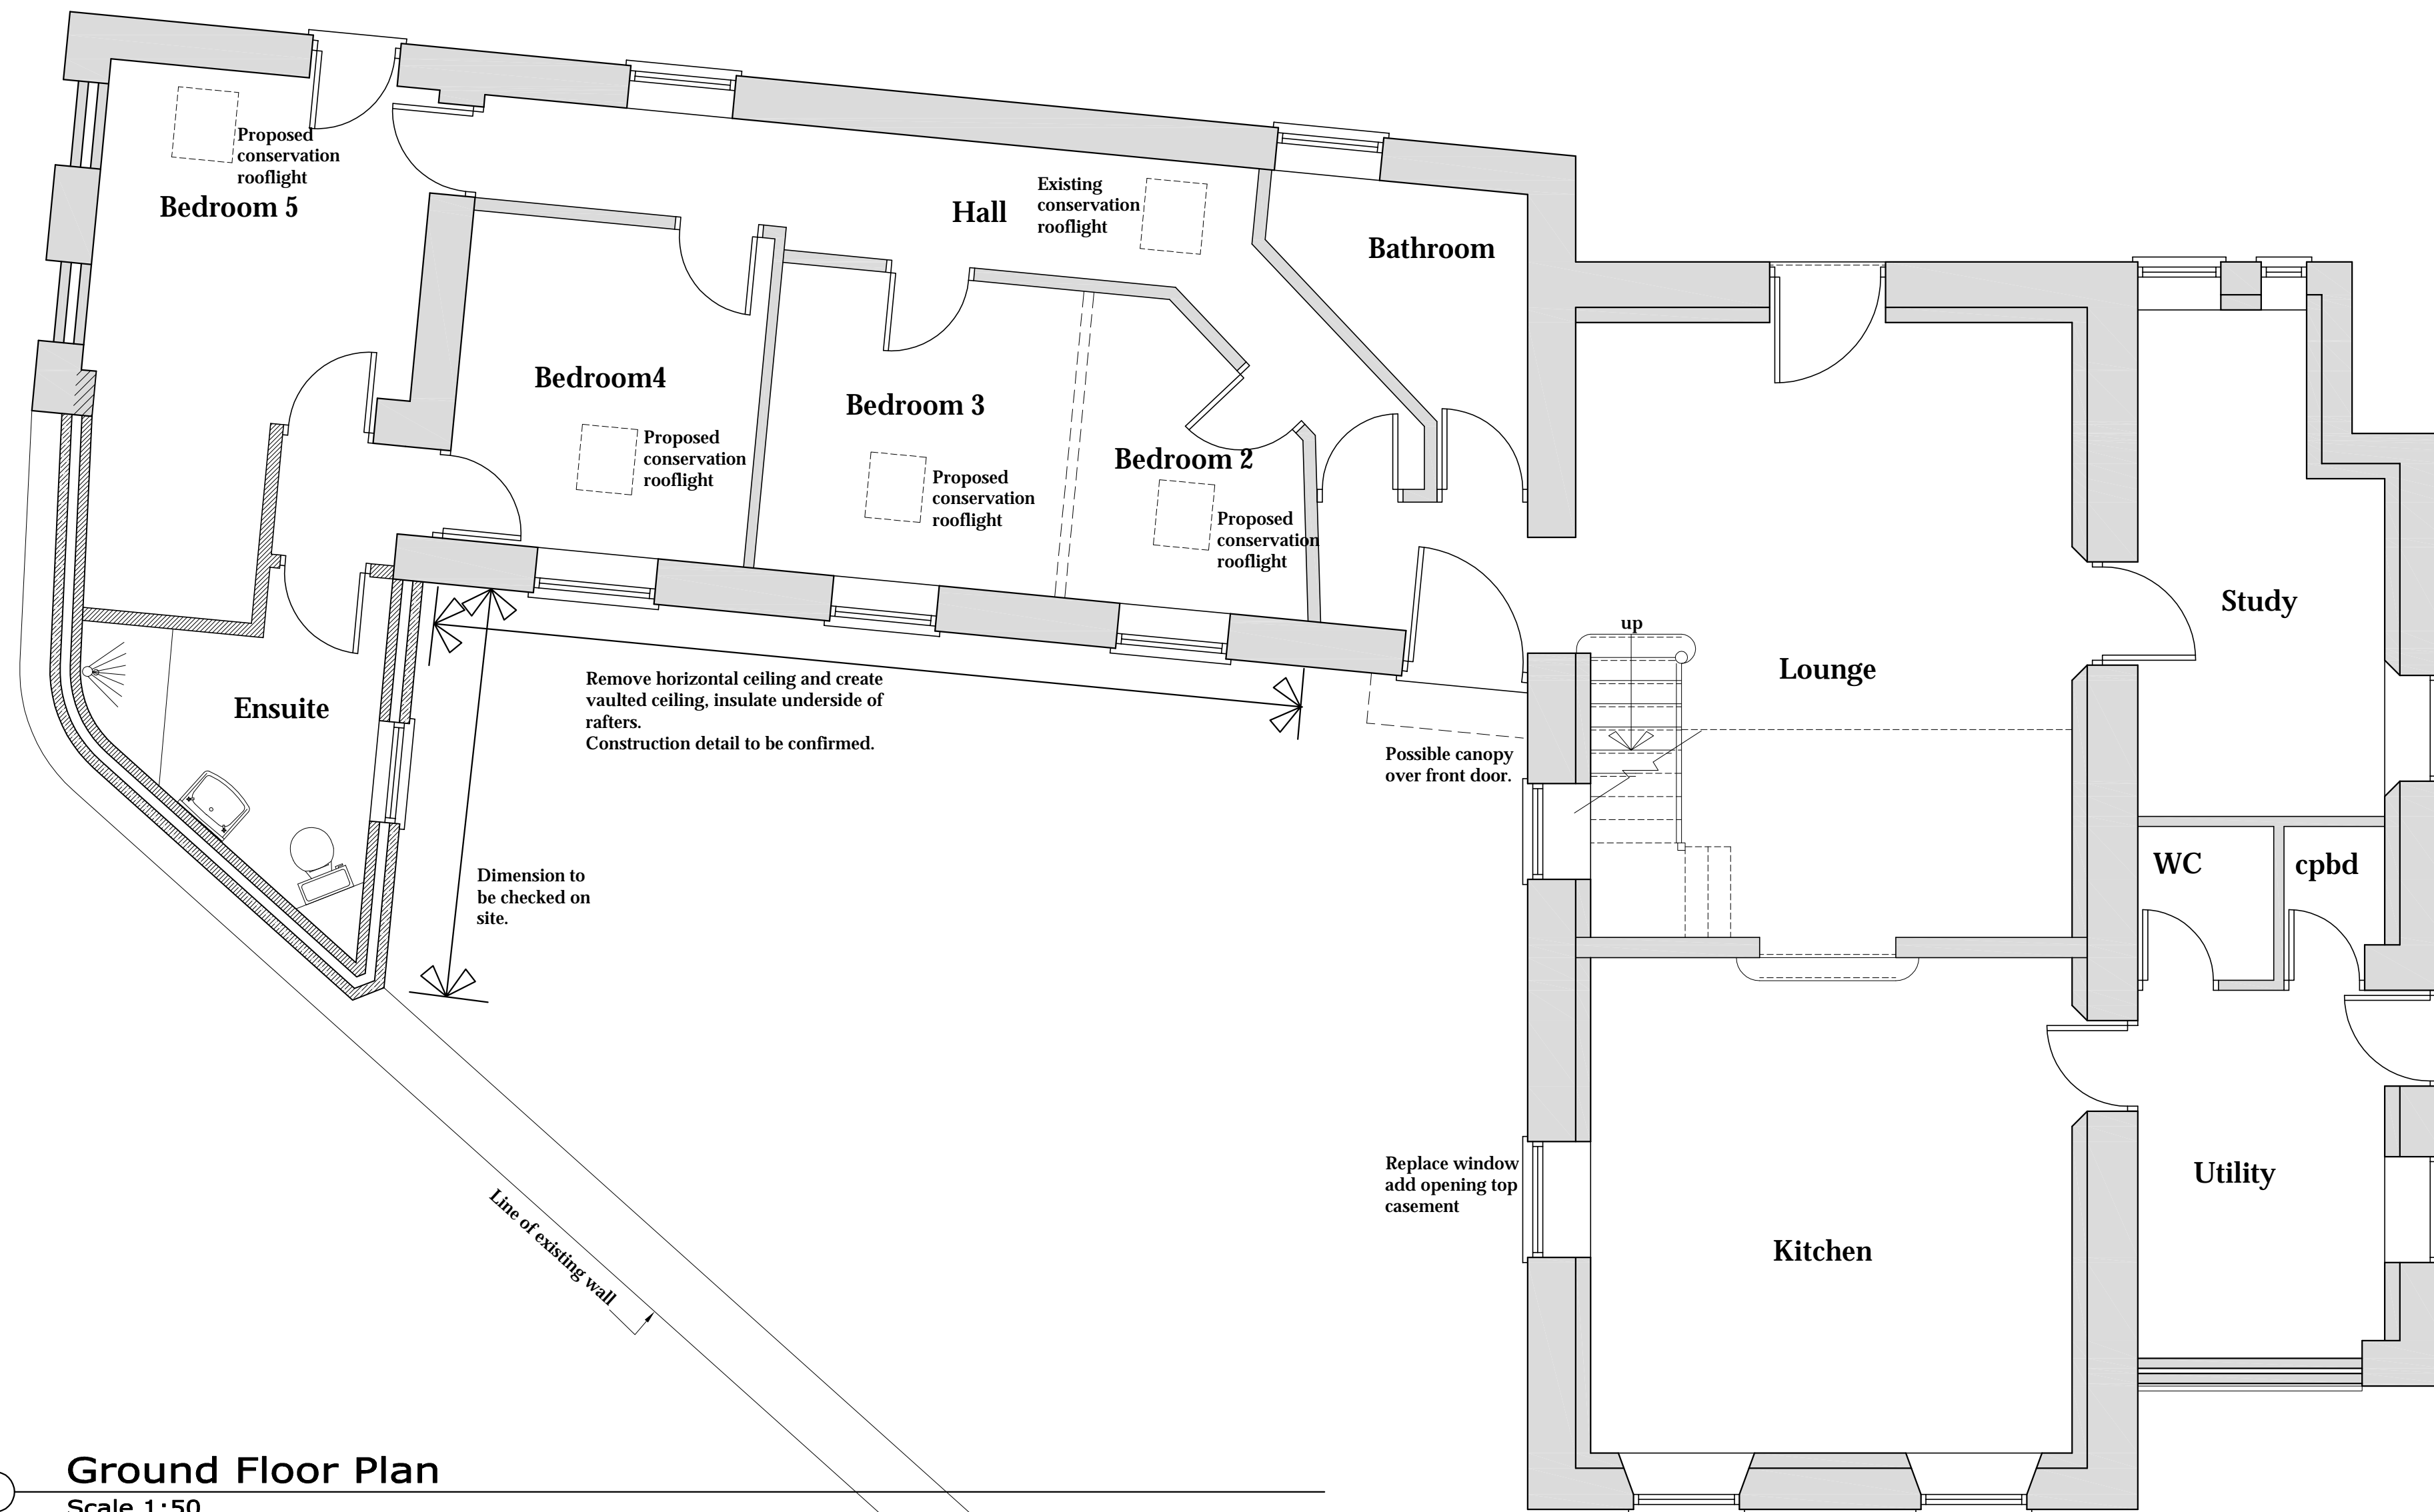 Proposed
conservation
rooflight
Bedroom 5
Existing
conservation
rooflight
Hall
Bathroom
Bedroom4
Proposed
conservation
rooflight
Bedroom 3
Proposed
conservation
rooflight
Bedroom 2
Proposed
conservation
rooflight
Study
up
Lounge
Ensuite
Remove horizontal ceiling and create
vaulted ceiling, insulate underside of
rafters.
Construction detail to be confirmed.
Possible canopy
over front door.
Dimension to
be checked on
site.
WC
cpbd
Line of existing wall
Replace window
add opening top
casement
Utility
Kitchen
Ground Floor Plan
Scale 1:50